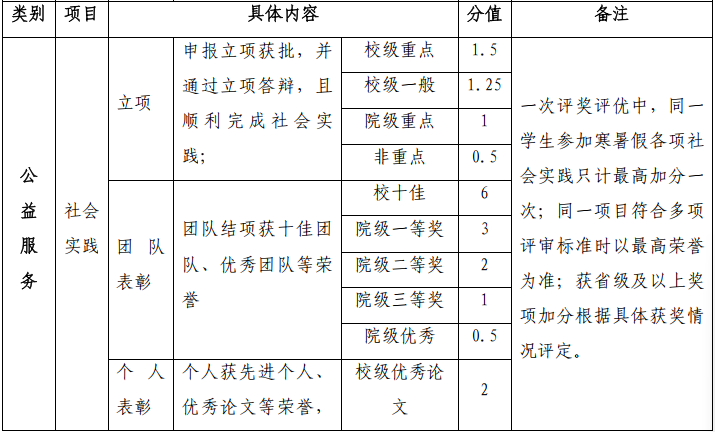 类别 项目 具体内容 分值 备注
公益服务
社会
实践
立项
申报立项获批，并
通过立项答辩，且
顺利完成社会实
践；
校级重点 1.5
校级一般 1.25
院级重点 1
非重点 0.5
团队
表彰
团队结项获十佳团
队、优秀团队等荣
誉
校十佳 6
院级一等奖 3
院级二等奖 2
院级三等奖 1
院级优秀 0.5
个人
表彰
个人获先进个人、
优秀论文等荣誉，
校级优秀论
文
2
一次评奖评优中，同一
学生参加寒暑假各项社
会实践只计最高加分一
次；同一项目符合多项
评审标准时以最高荣誉
为准；获省级及以上奖
项加分根据具体获奖情
况评定。